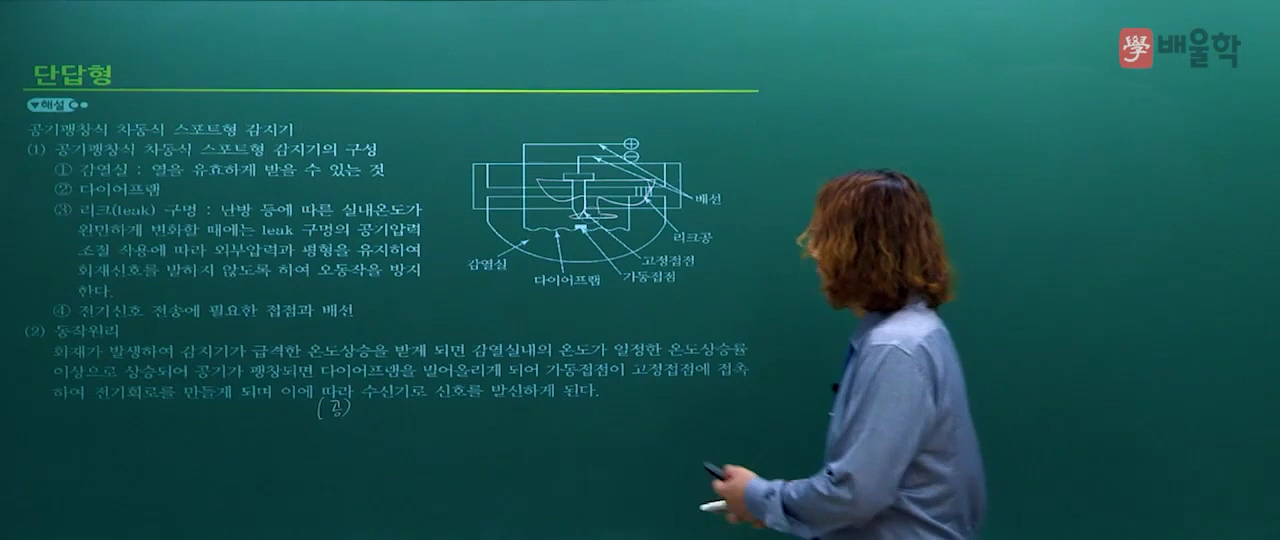 學 배울학
단답형
▼해설
공기팽창식 차동식 스포트형 감지기
(1) 공기팽창식 차동식 스포트형 감지기의 구성
① 감열실 : 열을 유효하게 받을 수 있는 것
② 다이어프램
③ 리크(leak) 구멍 : 난방 등에 따른 실내온도가
완만하게 변화할 때에는 leak 구멍의 공기압력
조절 작용에 따라 외부압력과 평형을 유지하여
화재신호를 발하지 않도록 하여 오동작을 방지
한다.
④ 전기신호 전송에 필요한 접점과 배선
(2) 동작원리
화재가 발생하여 감지기가 급격한 온도상승을 받게 되면 감열실내의 온도가 일정한 온도상승률
이상으로 상승되어 공기가 팽창되면 다이어프램을 밀어올리게 되어 가동접점이 고정접점에 접촉
하여 전기회로를 만들게 되며 이에 따라 수신기로 신호를 발신하게 된다.
(공)
+
−
배선
리크공
고정접점
가동접점
다이어프램
감열실